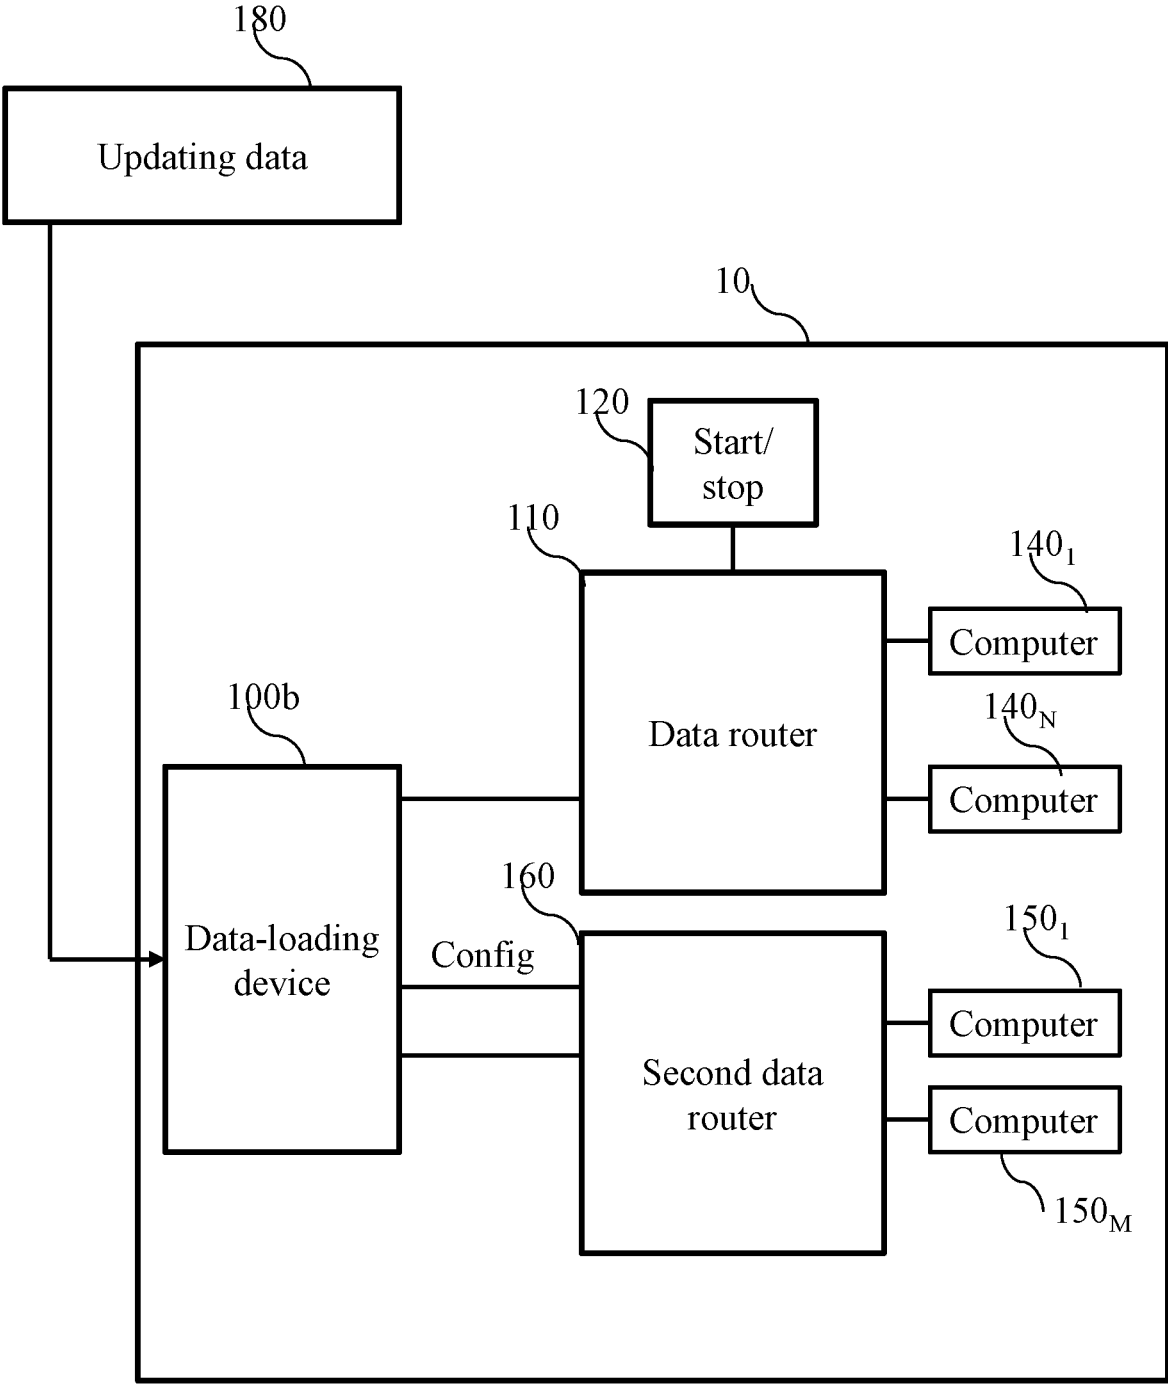 180
Updating data
10
120
Start/
stop
110
140₁
Computer
100b
140N
Data router
Computer
160
150₁
Data-loading
device
Config
Computer
Second data
router
Computer
150M